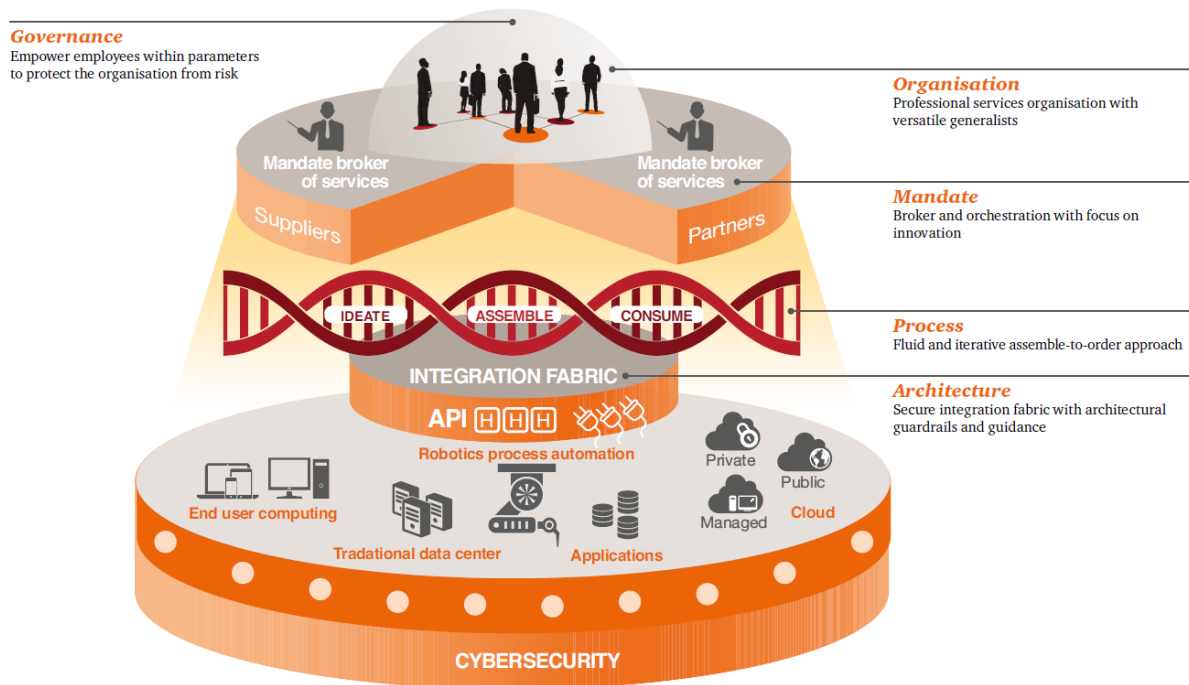 Governance
Empower employees within parameters
to protect the organisation from risk
Organisation
Professional services organisation with
versatile generalists
Mandate broker
of services
Mandate broker
of services
Mandate
Broker and orchestration with focus on
innovation
Suppliers
Partners
IDEATE
ASSEMBLE
CONSUME
Process
Fluid and iterative assemble-to-order approach
INTEGRATION FABRIC
Architecture
Secure integration fabric with architectural
guardrails and guidance
API H H H
Robotics process automation
Private
Public
Managed
Cloud
End user computing
Tradational data center
Applications
CYBERSECURITY